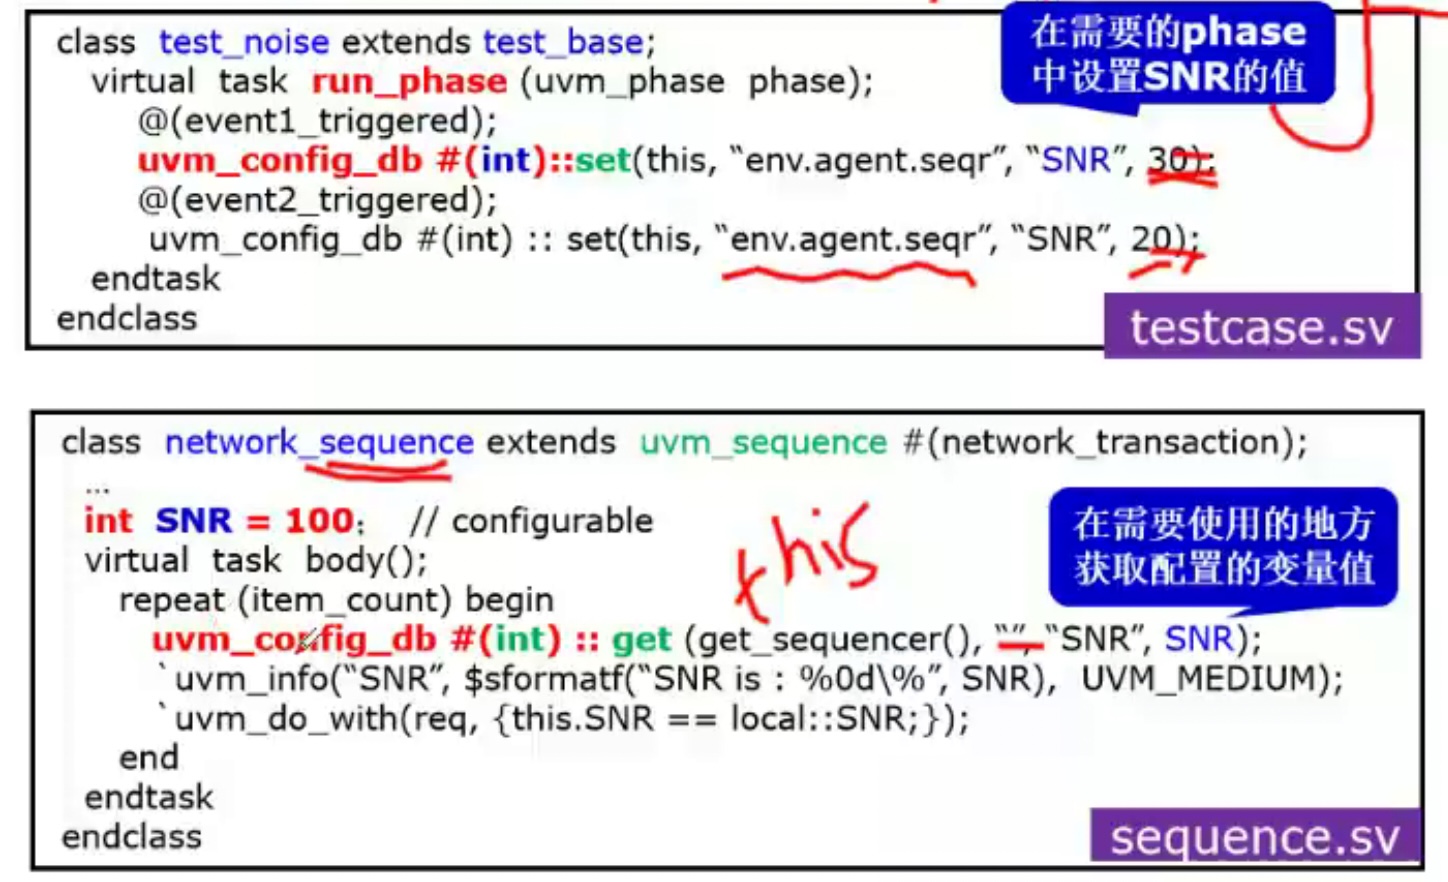 class test_noise extends test_base;
在需要的phase
中设置SNR的值
virtual task run_phase (uvm_phase phase);
@(event1_triggered);
uvm_config_db #(int)::set(this, “env.agent.seqr”, “SNR”, 30);
@(event2_triggered);
uvm_config_db #(int) :: set(this, “env.agent.seqr”, “SNR”, 20);
endtask
endclass
testcase.sv
class network_sequence extends uvm_sequence #(network_transaction);
...
int SNR = 100; // configurable
this
在需要使用的地方
获取配置的变量值
virtual task body();
repeat (item_count) begin
uvm_config_db #(int) :: get (get_sequencer(), “”, “SNR”, SNR);
`uvm_info(“SNR”, $sformatf(“SNR is : %0d\%”, SNR), UVM_MEDIUM);
`uvm_do_with(req, {this.SNR == local::SNR;});
end
endtask
endclass
sequence.sv